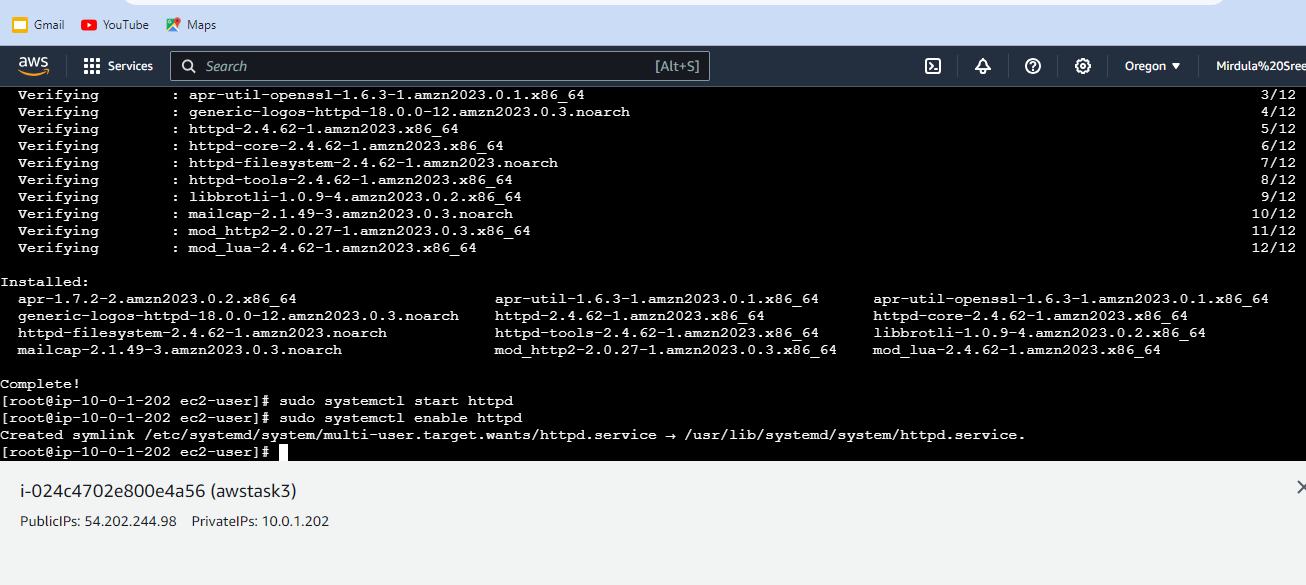 Gmail YouTube Maps
aws Services Search [Alt+S] Oregon Mirdula%20Sree
Verifying : apr-util-openssl-1.6.3-1.amzn2023.0.1.x86_64 3/12
Verifying : generic-logos-httpd-18.0.0-12.amzn2023.0.3.noarch 4/12
Verifying : httpd-2.4.62-1.amzn2023.x86_64 5/12
Verifying : httpd-core-2.4.62-1.amzn2023.x86_64 6/12
Verifying : httpd-filesystem-2.4.62-1.amzn2023.noarch 7/12
Verifying : httpd-tools-2.4.62-1.amzn2023.x86_64 8/12
Verifying : libbrotli-1.0.9-4.amzn2023.0.2.x86_64 9/12
Verifying : mailcap-2.1.49-3.amzn2023.0.3.noarch 10/12
Verifying : mod_http2-2.0.27-1.amzn2023.0.3.x86_64 11/12
Verifying : mod_lua-2.4.62-1.amzn2023.x86_64 12/12
Installed:
apr-1.7.2-2.amzn2023.0.2.x86_64 apr-util-1.6.3-1.amzn2023.0.1.x86_64 apr-util-openssl-1.6.3-1.amzn2023.0.1.x86_64
generic-logos-httpd-18.0.0-12.amzn2023.0.3.noarch httpd-2.4.62-1.amzn2023.x86_64 httpd-core-2.4.62-1.amzn2023.x86_64
httpd-filesystem-2.4.62-1.amzn2023.noarch httpd-tools-2.4.62-1.amzn2023.x86_64 libbrotli-1.0.9-4.amzn2023.0.2.x86_64
mailcap-2.1.49-3.amzn2023.0.3.noarch mod_http2-2.0.27-1.amzn2023.0.3.x86_64 mod_lua-2.4.62-1.amzn2023.x86_64
Complete!
[root@ip-10-0-1-202 ec2-user]# sudo systemctl start httpd
[root@ip-10-0-1-202 ec2-user]# sudo systemctl enable httpd
Created symlink /etc/systemd/system/multi-user.target.wants/httpd.service → /usr/lib/systemd/system/httpd.service.
[root@ip-10-0-1-202 ec2-user]#
i-024c4702e800e4a56 (awstask3)
PublicIPs: 54.202.244.98 PrivateIPs: 10.0.1.202